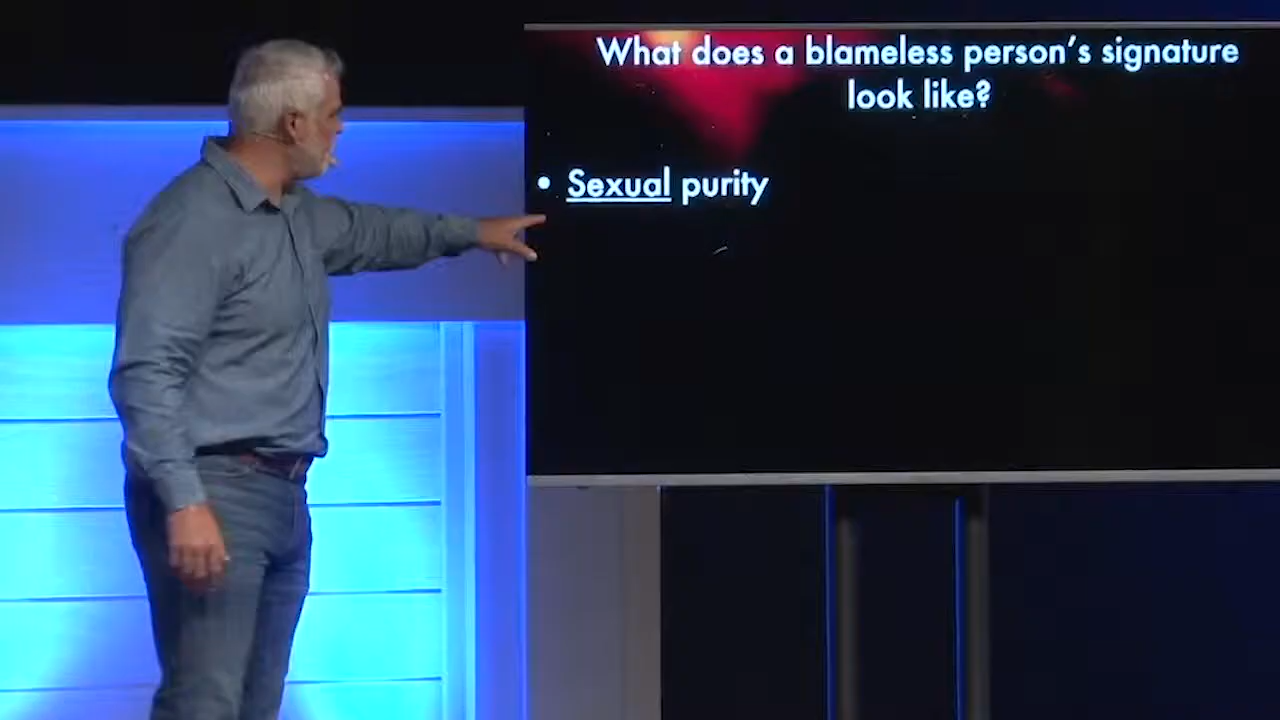 What does a blameless person's signature
look like?
• Sexual purity